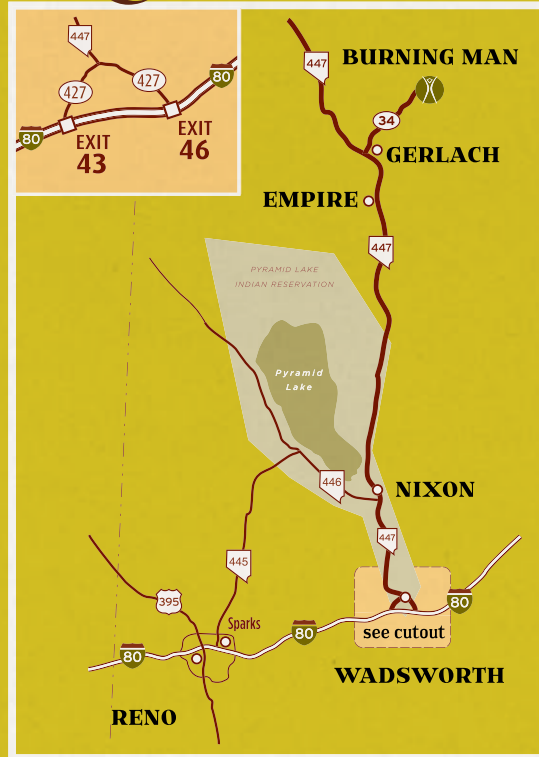 447
427
427
80
80
EXIT
43
EXIT
46
447
BURNING MAN
34
GERLACH
EMPIRE
447
PYRAMID LAKE
INDIAN RESERVATION
Pyramid
Lake
446
NIXON
447
445
395
Sparks
80
80
80
see cutout
WADSWORTH
RENO